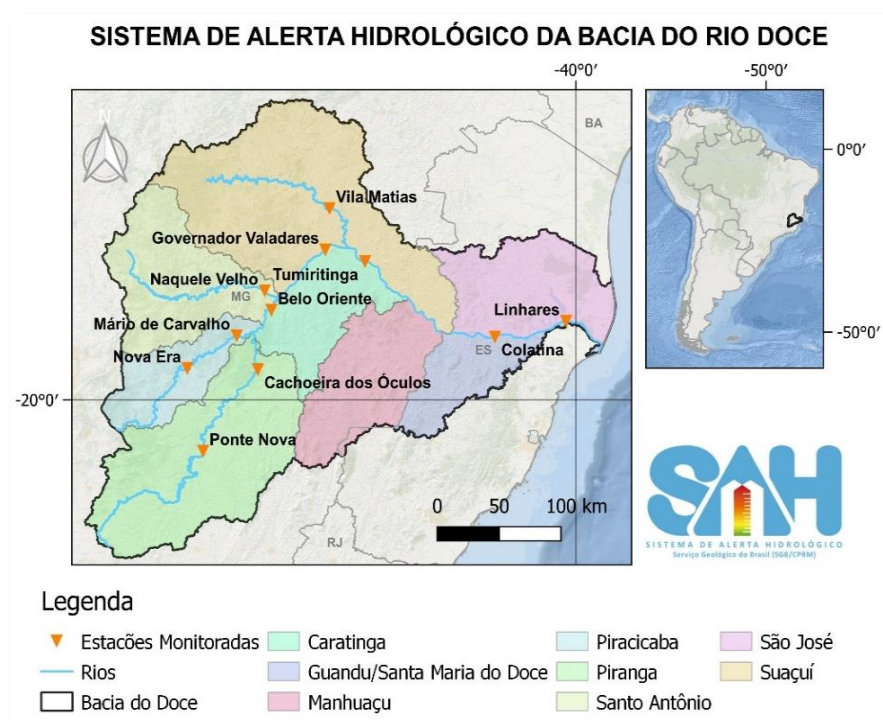 SISTEMA DE ALERTA HIDROLÓGICO DA BACIA DO RIO DOCE
-40°0'
-50°0'
BA
0°0'
Vila Matias
Governador Valadares
Tumiritinga
Naquele Velho
MG
Belo Oriente
Linhares
Mário de Carvalho
-50°0'
Nova Era
ES
Colatina
Cachoeira dos Óculos
-20°0'
Ponte Nova
0 50 100 km
RJ
SAH
SISTEMA DE ALERTA HIDROLÓGICO
Serviço Geológico do Brasil (SGB/CPRM)
Legenda
Estacões Monitoradas
Caratinga
Piracicaba
São José
Rios
Guandu/Santa Maria do Doce
Piranga
Suaçuí
Bacia do Doce
Manhuaçu
Santo Antônio